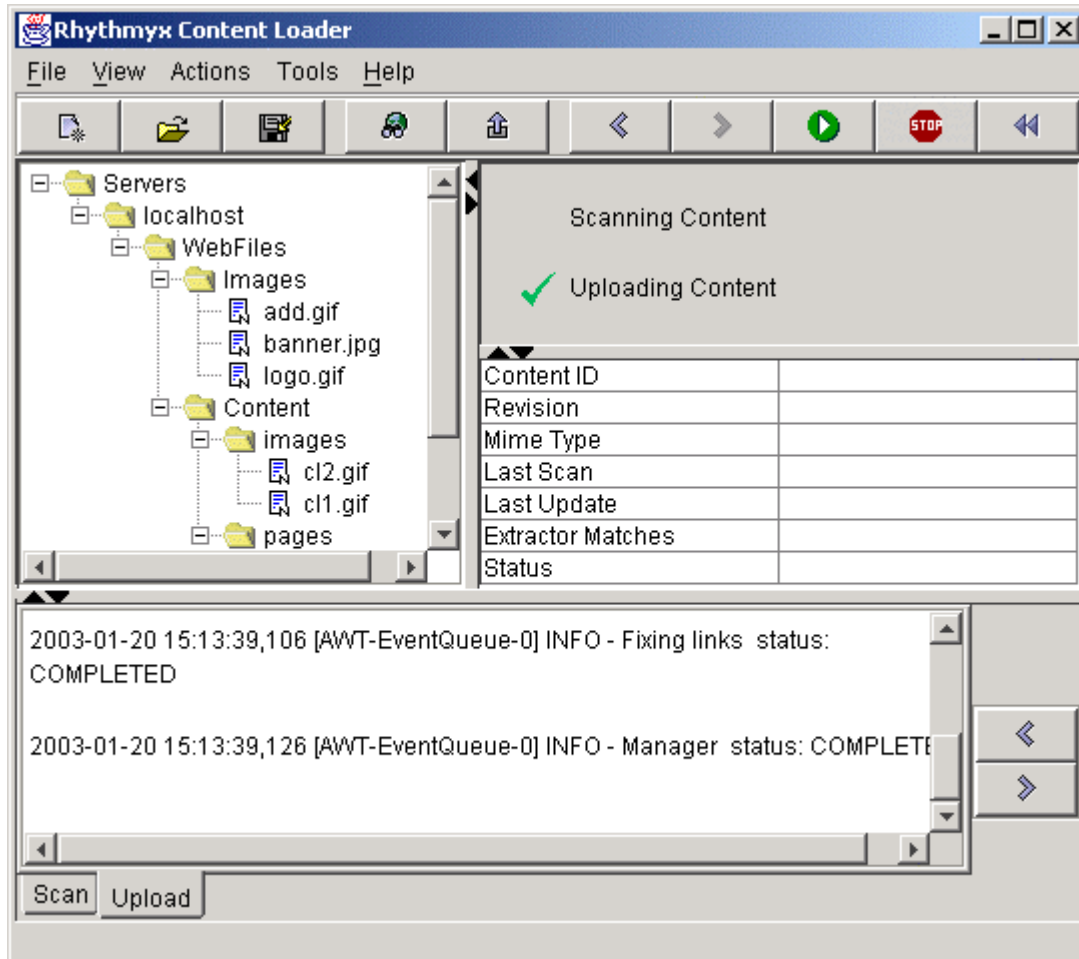 Rhythmyx Content Loader
File View Actions Tools Help
STOP
Servers
localhost
WebFiles
Images
add.gif
banner.jpg
logo.gif
Content
images
cl2.gif
cl1.gif
pages
Scanning Content
Uploading Content
Content ID
Revision
Mime Type
Last Scan
Last Update
Extractor Matches
Status
2003-01-20 15:13:39,106 [AWT-EventQueue-0] INFO - Fixing links status:
COMPLETED
2003-01-20 15:13:39,126 [AWT-EventQueue-0] INFO - Manager status: COMPLETE
Scan
Upload